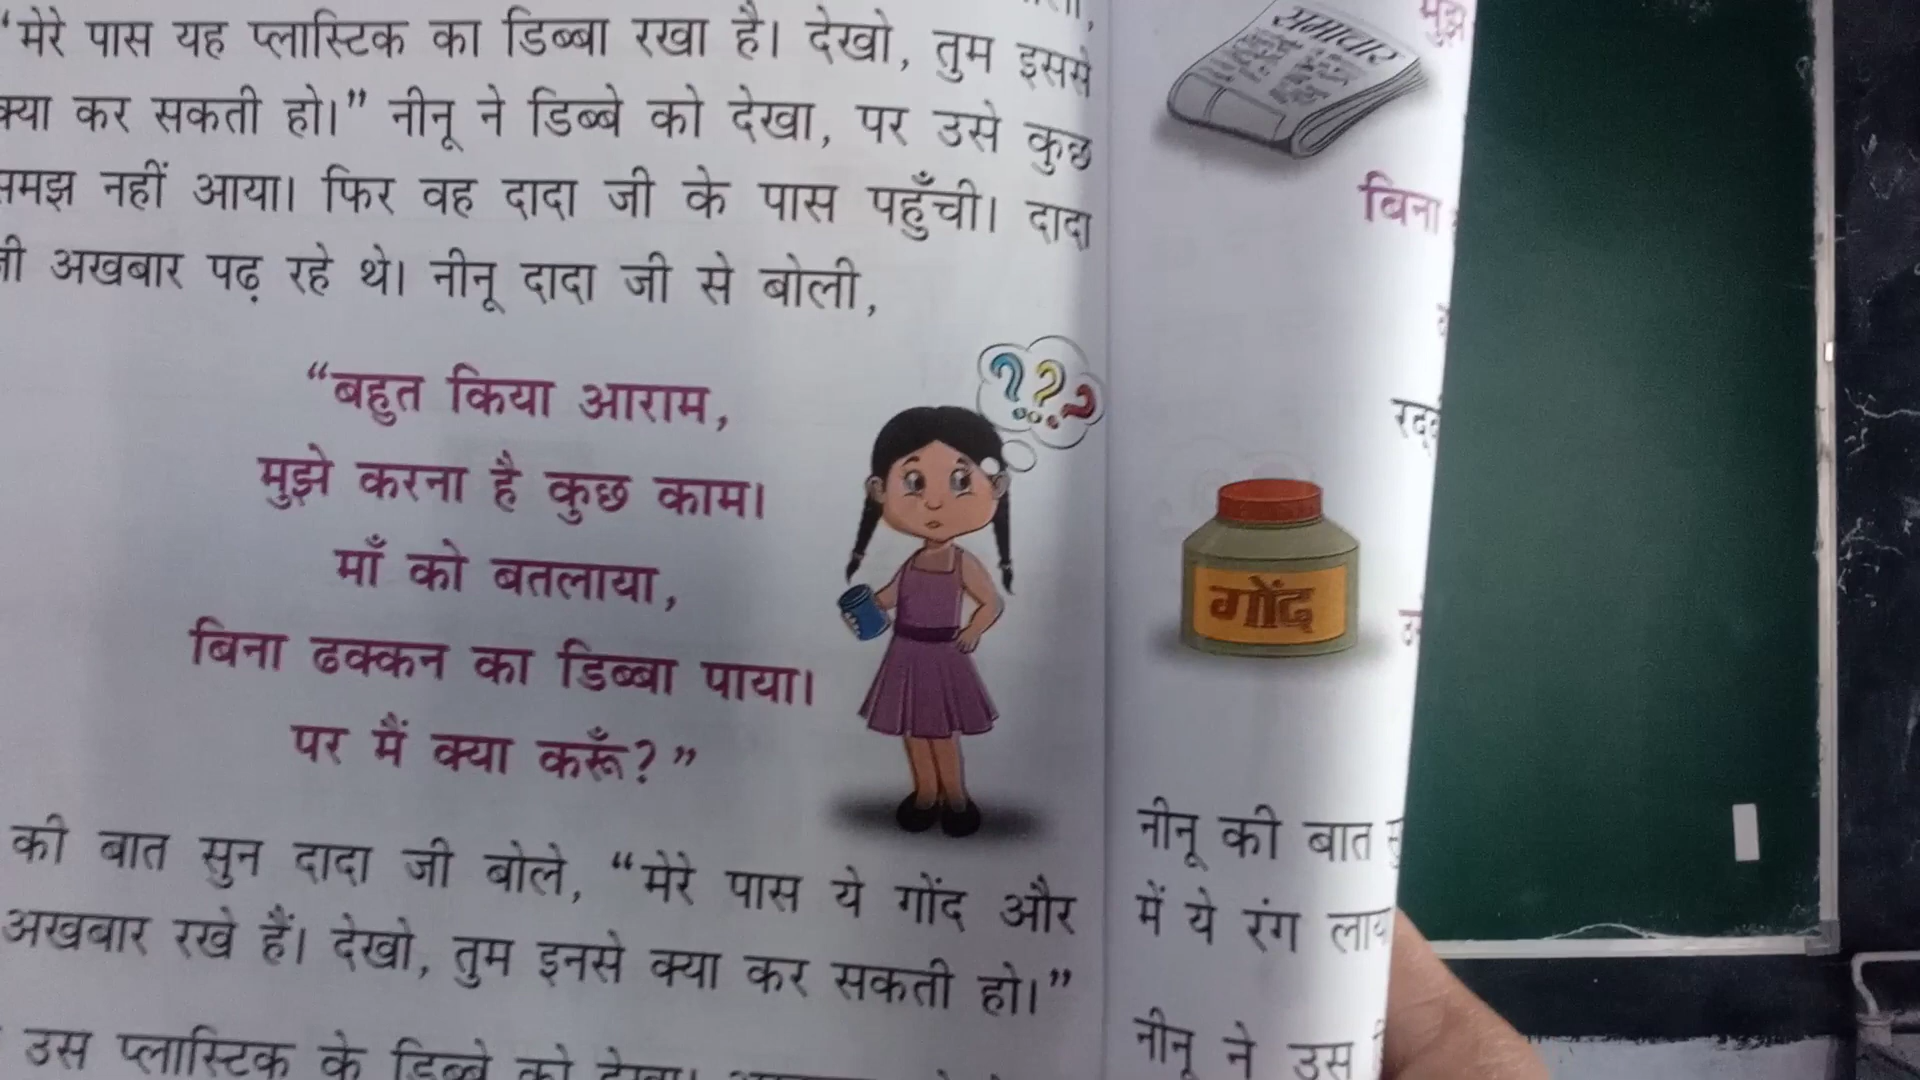 “मेरे पास यह प्लास्टिक का डिब्बा रखा है। देखो, तुम इससे
क्या कर सकती हो।” नीनू ने डिब्बे को देखा, पर उसे कुछ
समझ नहीं आया। फिर वह दादा जी के पास पहुँची। दादा
जी अखबार पढ़ रहे थे। नीनू दादा जी से बोली,
“बहुत किया आराम,
मुझे करना है कुछ काम।
माँ को बतलाया,
बिना ढक्कन का डिब्बा पाया।
पर मैं क्या करूँ?”
की बात सुन दादा जी बोले, “मेरे पास ये गोंद और
अखबार रखे हैं। देखो, तुम इनसे क्या कर सकती हो।”
उस प्लास्टिक के डिब्बे को देखा।
समाचार
मुझे
बिना
गोंद
नीनू की बात
में ये रंग
नीनू ने उस